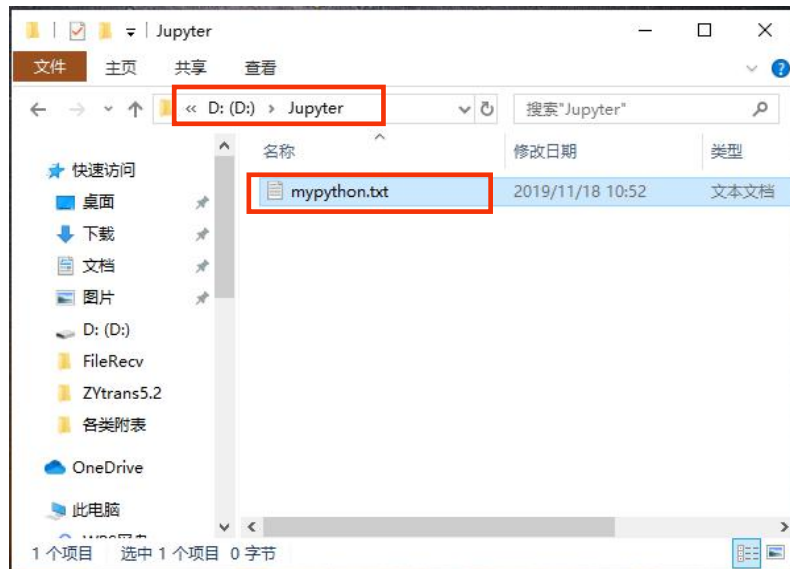 Jupyter
文件 主页 共享 查看
« D: (D:) › Jupyter
搜索"Jupyter"
名称 修改日期 类型
mypython.txt 2019/11/18 10:52 文本文档
快速访问
桌面
下载
文档
图片
D: (D:)
FileRecv
ZYtrans5.2
各类附表
OneDrive
此电脑
1 个项目 选中 1 个项目 0 字节